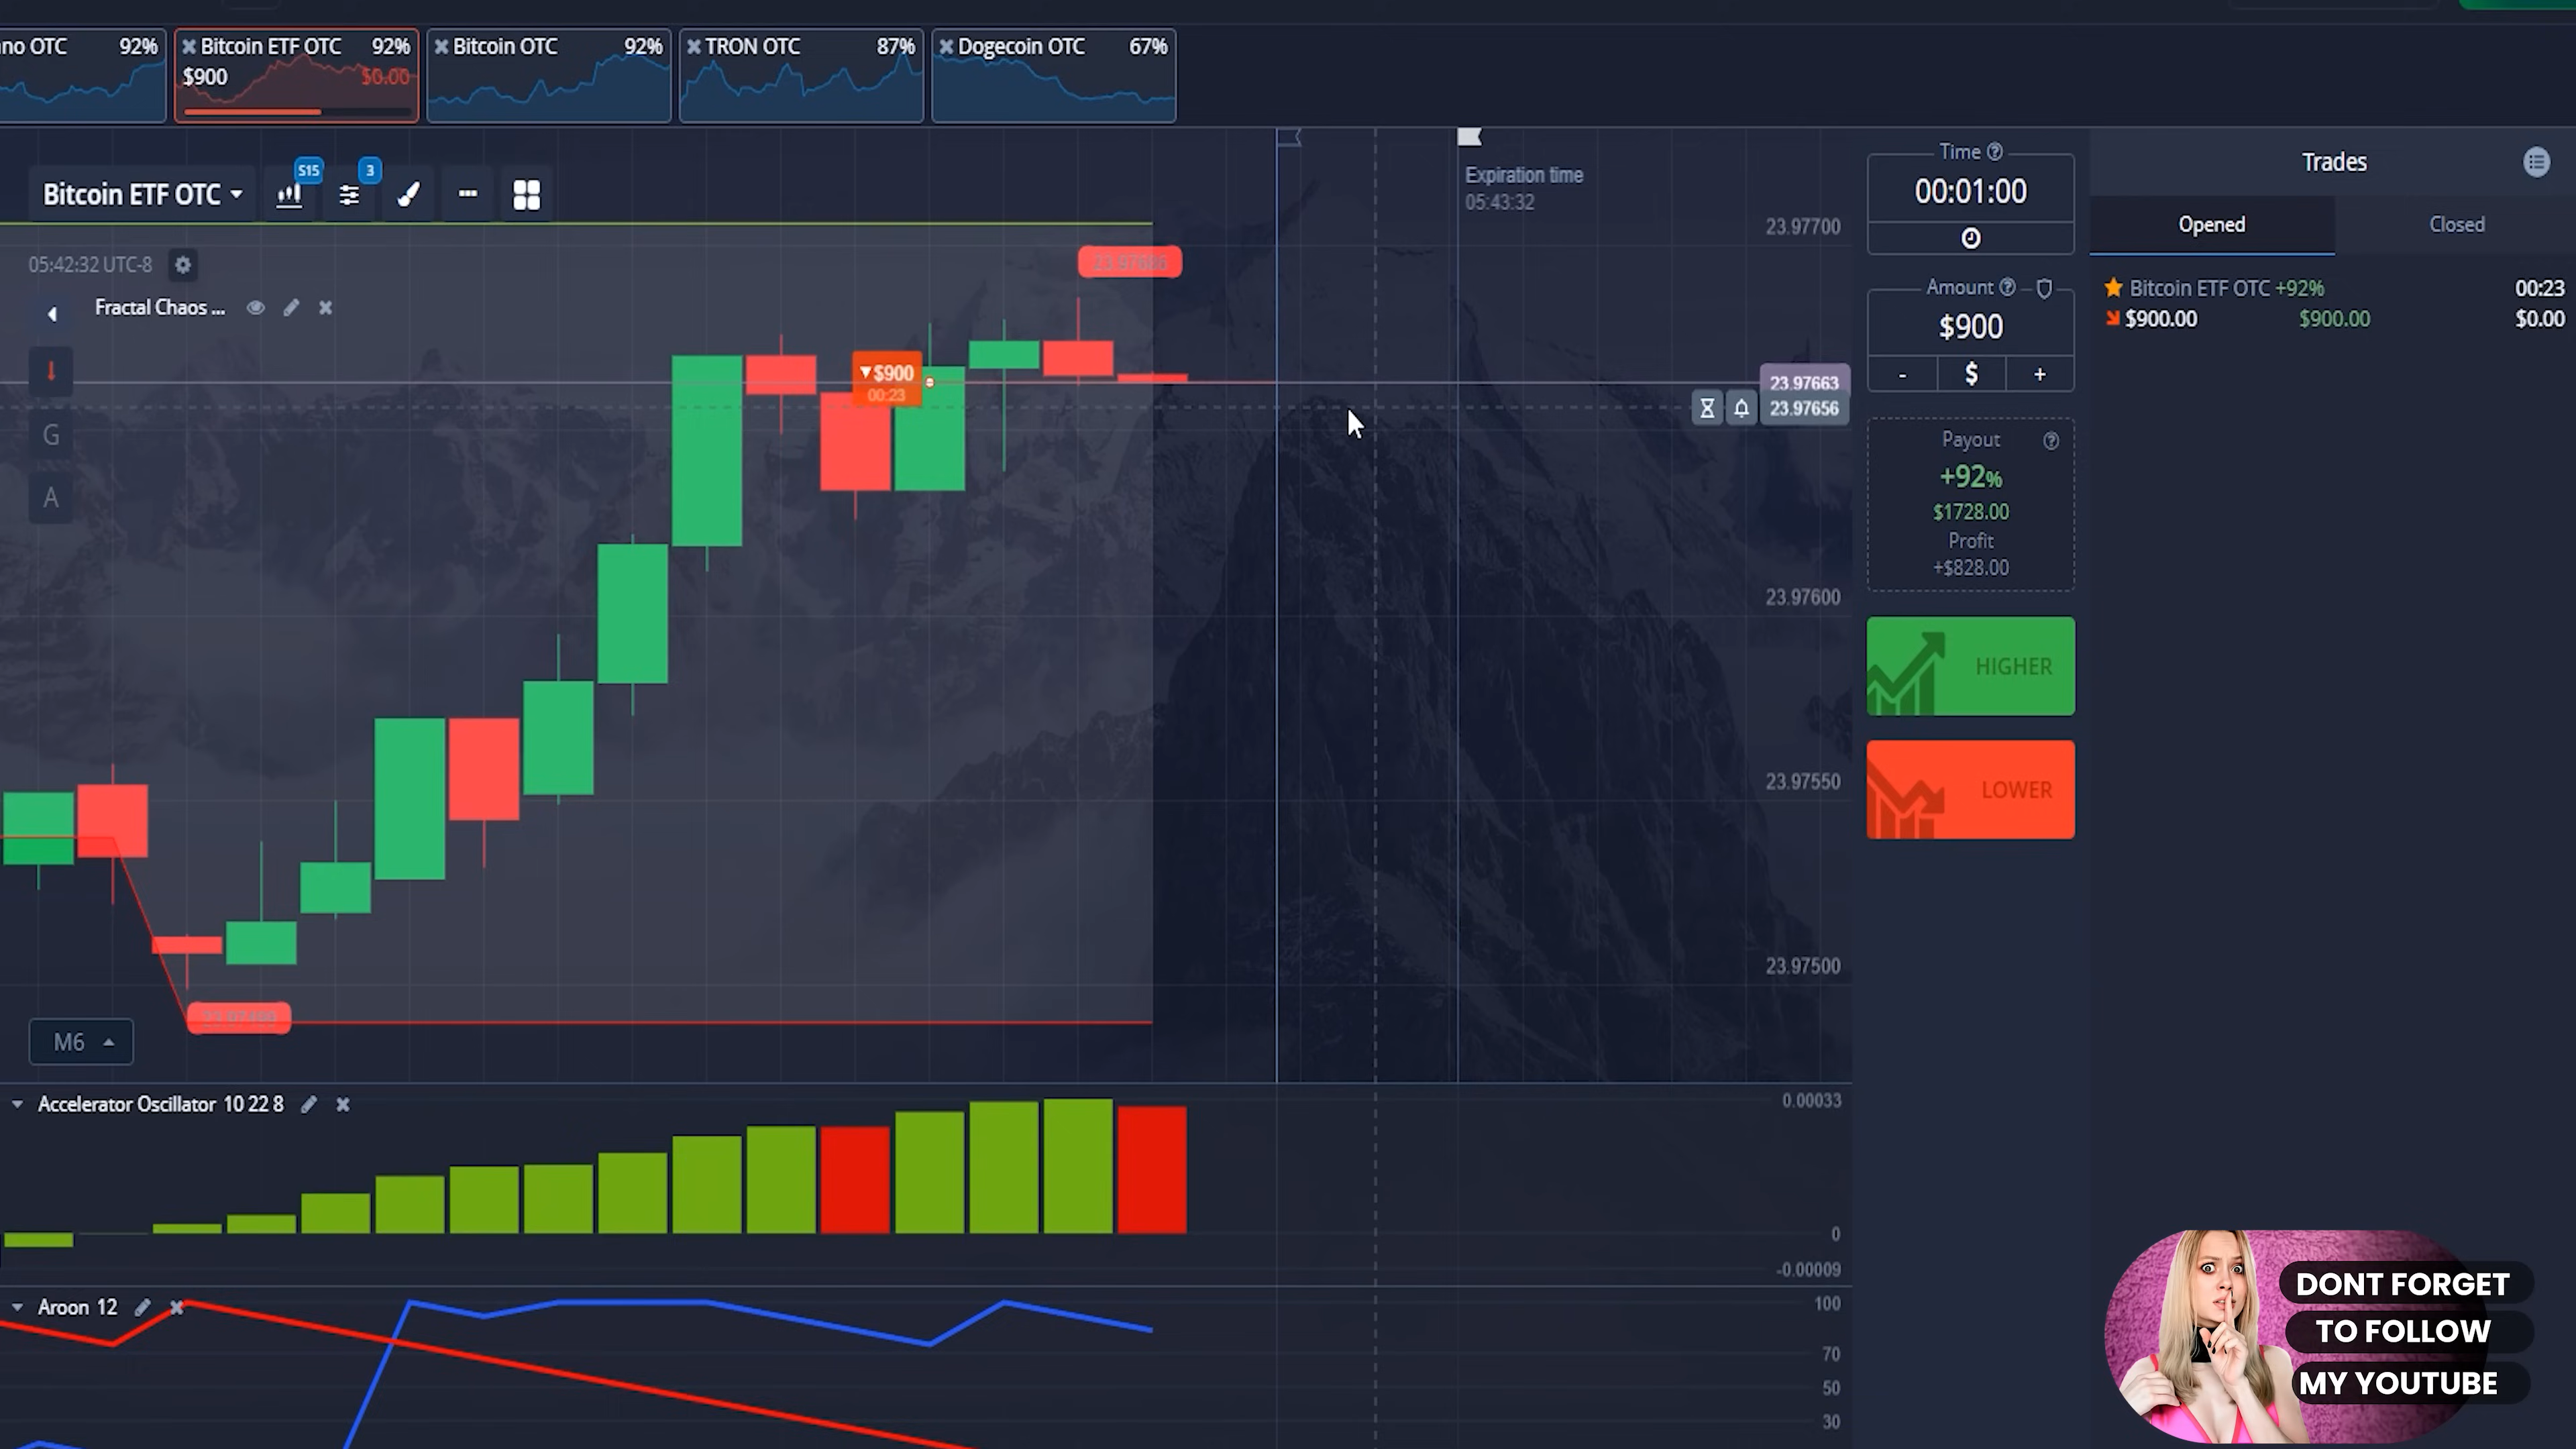 no OTC 92%
Bitcoin ETF OTC 92%
$900 $0.00
Bitcoin OTC 92%
TRON OTC 87%
Dogecoin OTC 67%
Bitcoin ETF OTC
S15
3
05:42:32 UTC-8
Fractal Chaos ...
G
A
M6
23.97686
$900
00:23
Expiration time
05:43:32
23.97700
23.97663
23.97656
23.97600
23.97550
23.97500
Accelerator Oscillator 10 22 8
0.00033
0
-0.00009
Aroon 12
100
70
50
30
Time
00:01:00
Amount
$900
- $ +
Payout
+92%
$1728.00
Profit
+$828.00
HIGHER
LOWER
Trades
Opened Closed
Bitcoin ETF OTC +92% 00:23
$900.00 $900.00 $0.00
DONT FORGET
TO FOLLOW
MY YOUTUBE